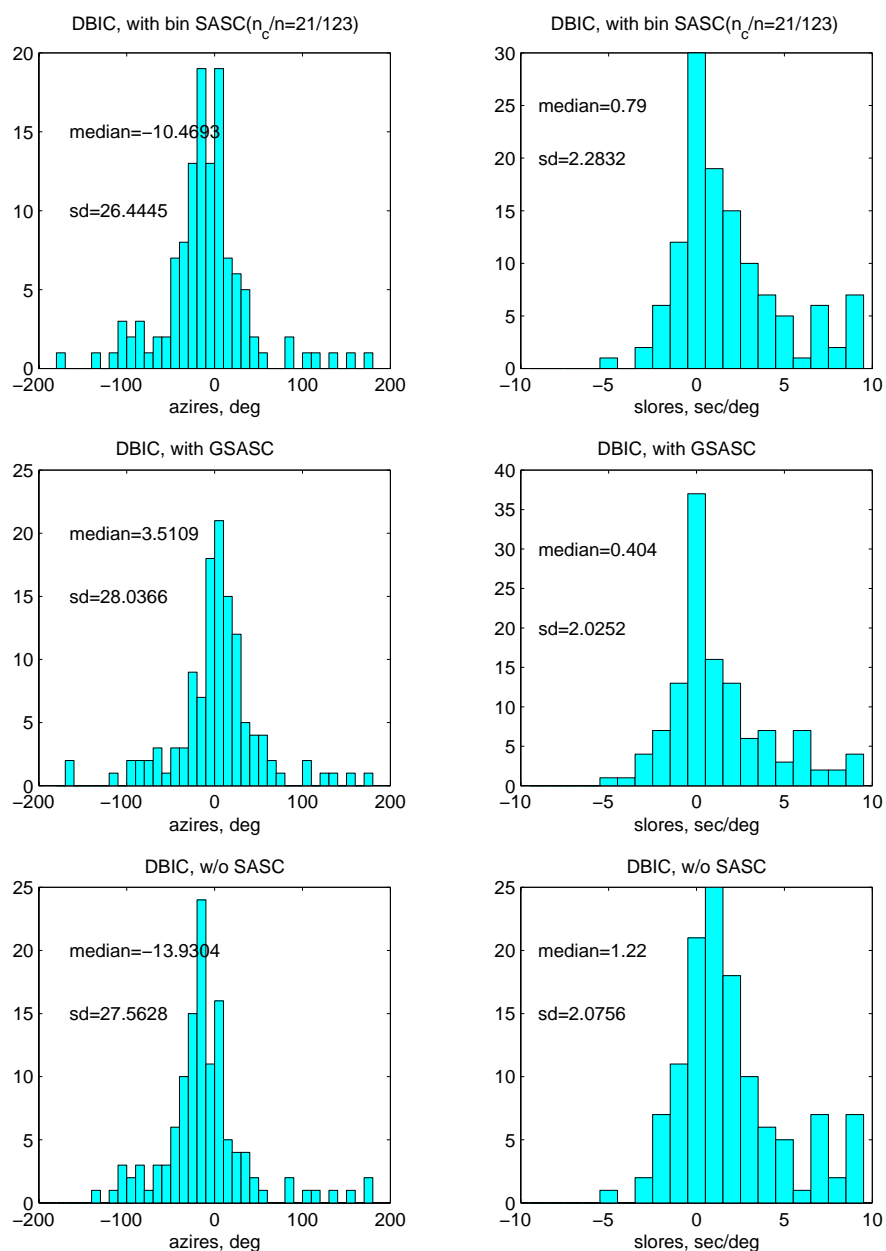 DBIC, with bin SASC(n_c/n=21/123)
20
15
10
5
0
median=−10.4693
sd=26.4445
−200
−100
0
100
200
azires, deg
DBIC, with bin SASC(n_c/n=21/123)
30
25
20
15
10
5
0
median=0.79
sd=2.2832
−10
−5
0
5
10
slores, sec/deg
DBIC, with GSASC
25
20
15
10
5
0
median=3.5109
sd=28.0366
−200
−100
0
100
200
azires, deg
DBIC, with GSASC
40
35
30
25
20
15
10
5
0
median=0.404
sd=2.0252
−10
−5
0
5
10
slores, sec/deg
DBIC, w/o SASC
25
20
15
10
5
0
median=−13.9304
sd=27.5628
−200
−100
0
100
200
azires, deg
DBIC, w/o SASC
25
20
15
10
5
0
median=1.22
sd=2.0756
−10
−5
0
5
10
slores, sec/deg